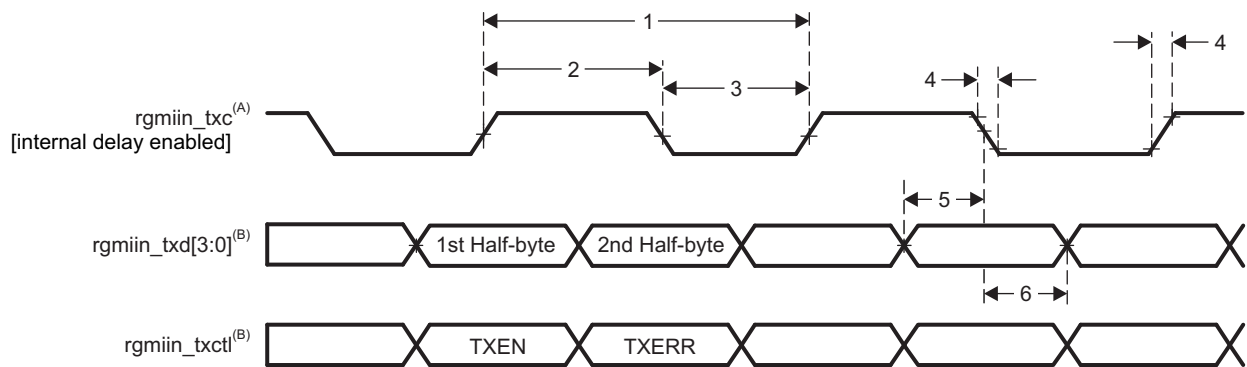 1
2
3
4
4
rgmiin_txc(A)
[internal delay enabled]
5
rgmiin_txd[3:0](B)
1st Half-byte
2nd Half-byte
6
rgmiin_txctl(B)
TXEN
TXERR